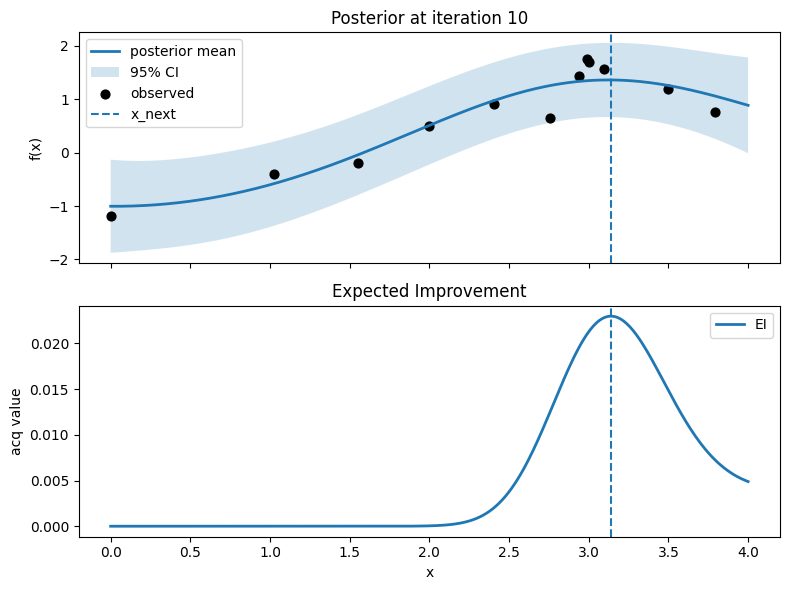 Posterior at iteration 10
posterior mean
95% CI
observed
x_next
f(x)
2
1
0
−1
−2
Expected Improvement
EI
acq value
0.020
0.015
0.010
0.005
0.000
0.0 0.5 1.0 1.5 2.0 2.5 3.0 3.5 4.0
x